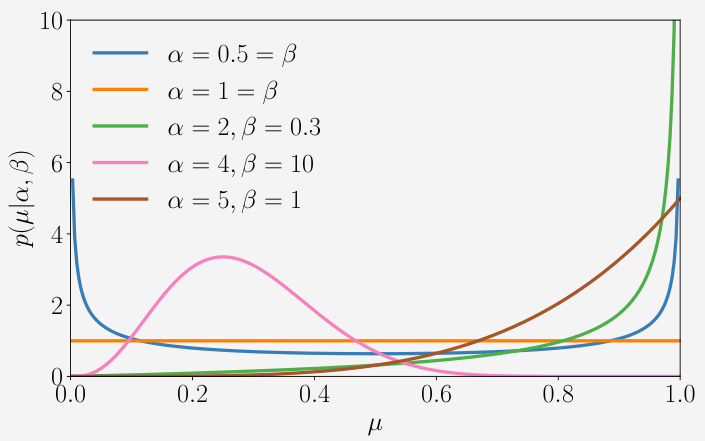 10
8
6
4
2
0
p(μ|α, β)
α = 0.5 = β
α = 1 = β
α = 2, β = 0.3
α = 4, β = 10
α = 5, β = 1
0.0 0.2 0.4 0.6 0.8 1.0
μ